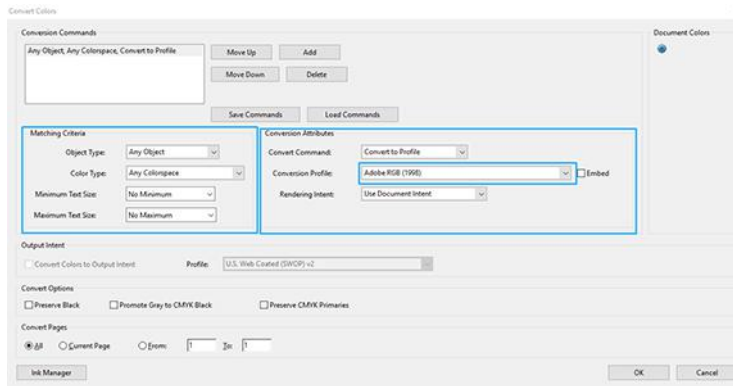 Convert Colors
Conversion Commands
Document Colors
Any Object, Any Colorspace, Convert to Profile
Move Up Add
Move Down Delete
Save Commands Load Commands
Matching Criteria
Object Type: Any Object
Color Type: Any Colorspace
Minimum Text Size: No Minimum
Maximum Text Size: No Maximum
Conversion Attributes
Convert Command: Convert to Profile
Conversion Profile: Adobe RGB (1998) Embed
Rendering Intent: Use Document Intent
Output Intent
Convert Colors to Output Intent Profile: U.S. Web Coated (SWOP) v2
Convert Options
Preserve Black Promote Gray to CMYK Black Preserve CMYK Primaries
Convert Pages
All Current Page From: 1 To: 1
Ink Manager OK Cancel